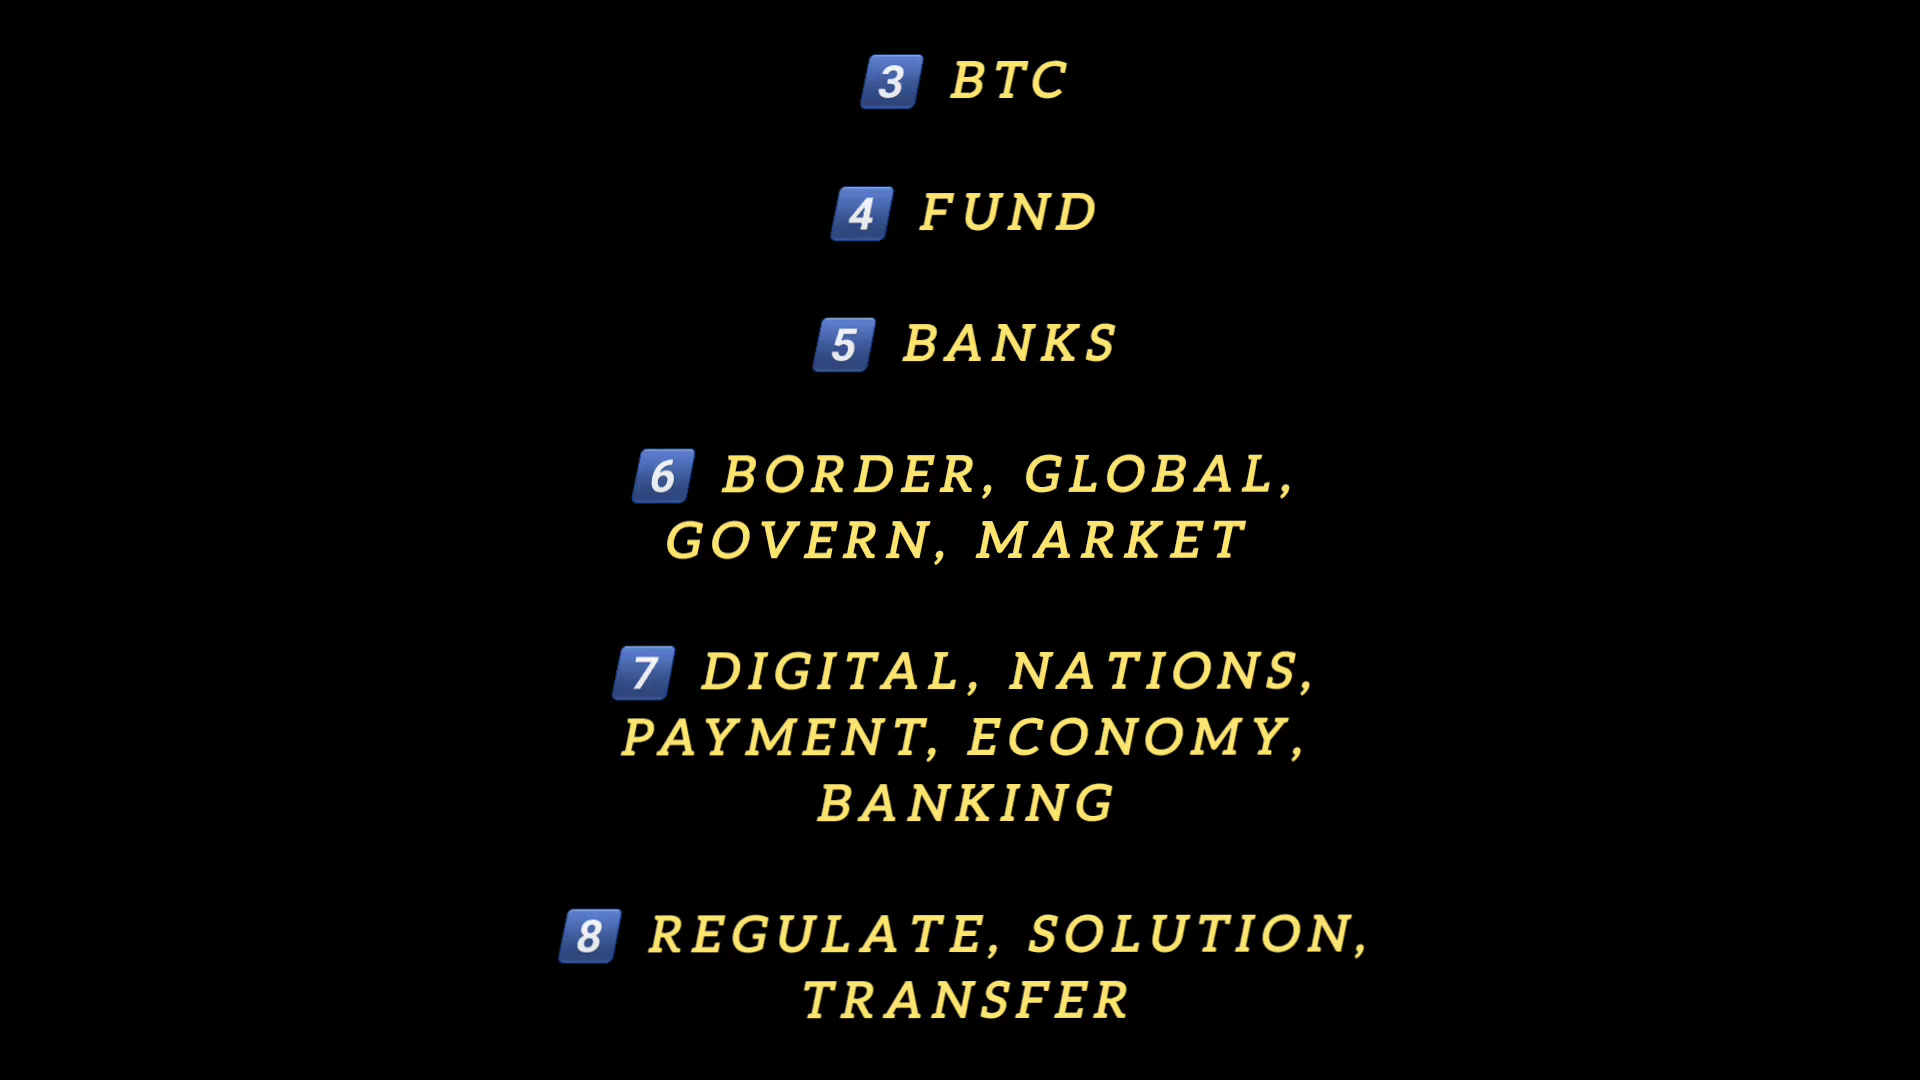 3 BTC
4 FUND
5 BANKS
6 BORDER, GLOBAL,
GOVERN, MARKET
7 DIGITAL, NATIONS,
PAYMENT, ECONOMY,
BANKING
8 REGULATE, SOLUTION,
TRANSFER